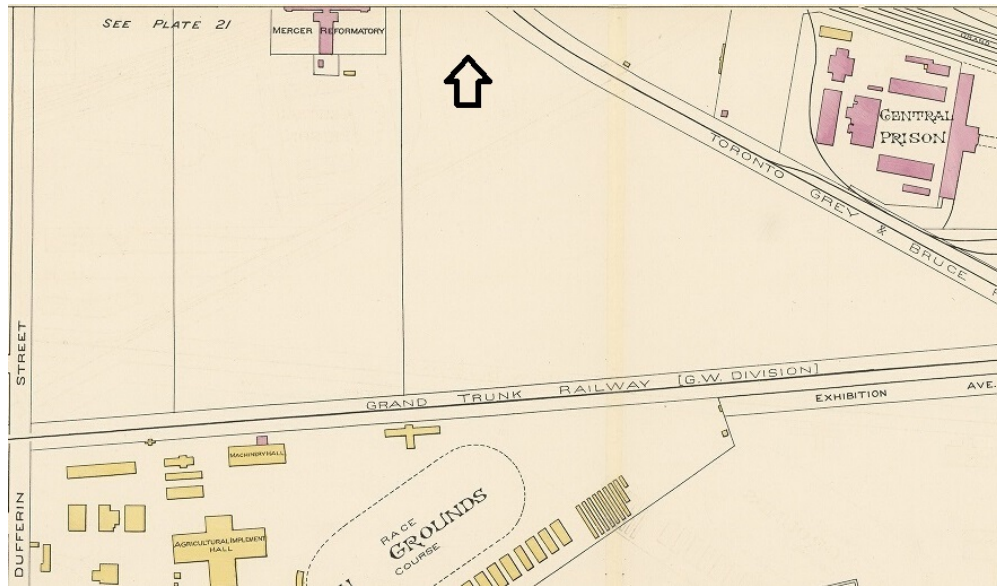 SEE PLATE 21
MERCER REFORMATORY
GRAND
CENTRAL
PRISON
TORONTO GREY & BRUCE
STREET
GRAND TRUNK RAILWAY [G.W. DIVISION]
EXHIBITION AVE.
MACHINERY HALL
DUFFERIN
AGRICULTURAL IMPLEMENT
HALL
RACE
GROUNDS
COURSE